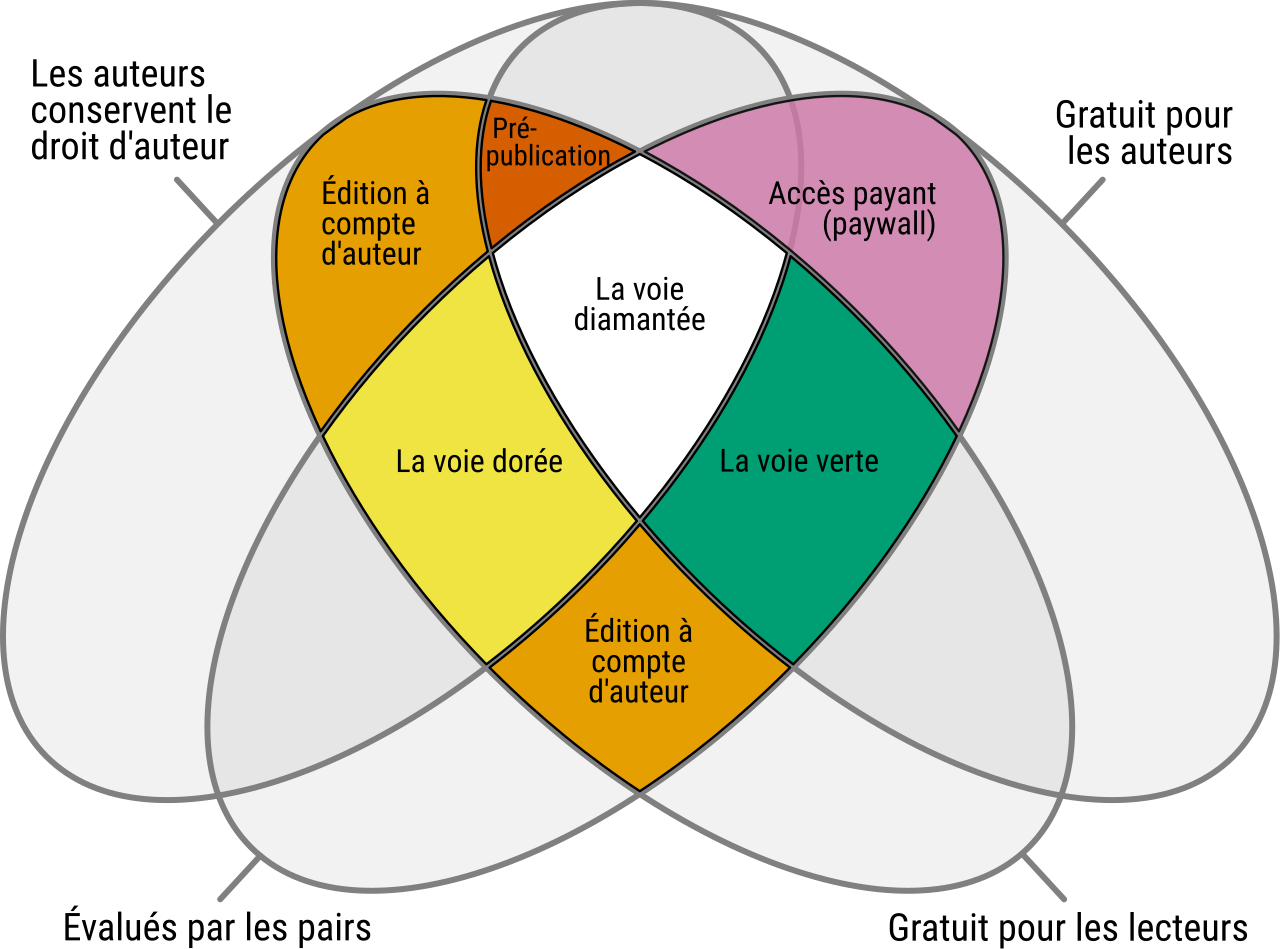 Les auteurs
conservent le
droit d'auteur
Gratuit pour
les auteurs
Pré-
publication
Édition à
compte
d'auteur
Accès payant
(paywall)
La voie
diamantée
La voie dorée
La voie verte
Édition à
compte
d'auteur
Évalués par les pairs
Gratuit pour les lecteurs